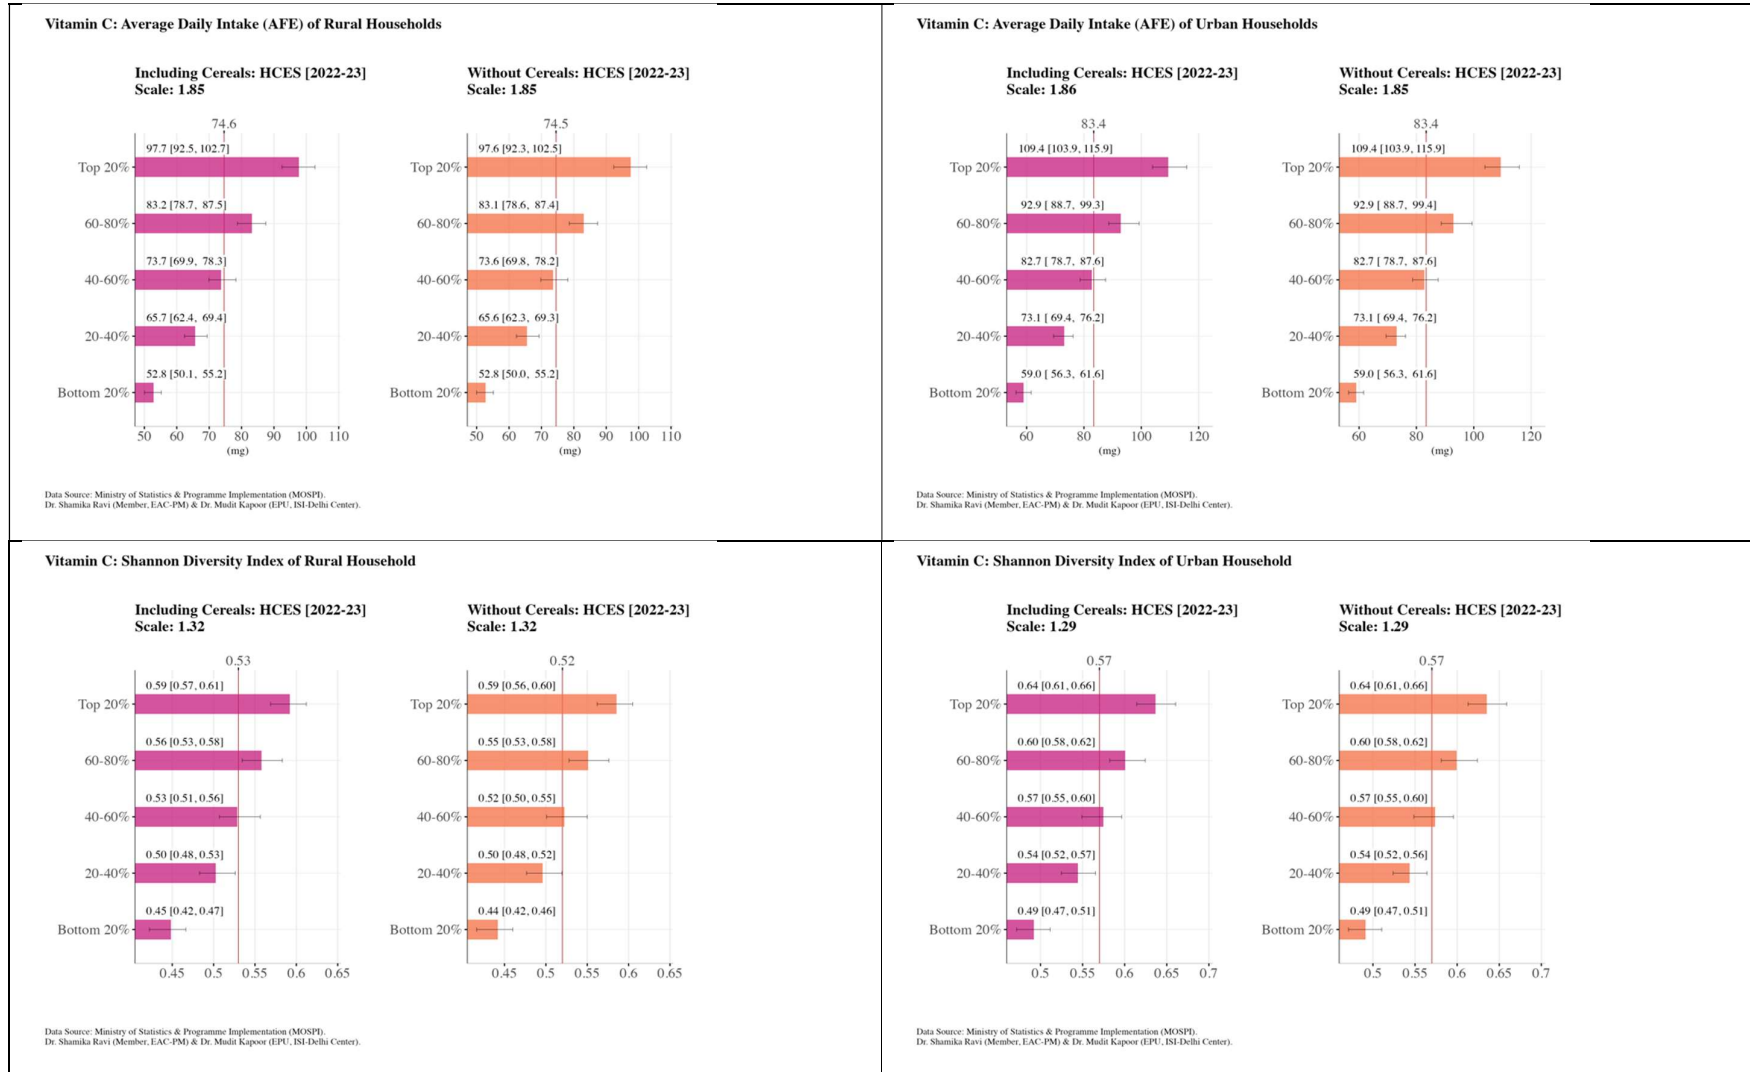 Vitamin C: Average Daily Intake (AFE) of Rural Households
Including Cereals: HCES [2022-23]
Scale: 1.85
74.6
Top 20%
97.7 [92.5, 102.7]
60-80%
83.2 [78.7, 87.5]
40-60%
73.7 [69.9, 78.3]
20-40%
65.7 [62.4, 69.4]
Bottom 20%
52.8 [50.1, 55.2]
50 60 70 80 90 100 110
(mg)
Without Cereals: HCES [2022-23]
Scale: 1.85
74.5
Top 20%
97.6 [92.3, 102.5]
60-80%
83.1 [78.6, 87.4]
40-60%
73.6 [69.8, 78.2]
20-40%
65.6 [62.3, 69.3]
Bottom 20%
52.8 [50.0, 55.2]
50 60 70 80 90 100 110
(mg)
Data Source: Ministry of Statistics & Programme Implementation (MOSPI).
Dr. Shamika Ravi (Member, EAC-PM) & Dr. Mudit Kapoor (EPU, ISI-Delhi Center).
Vitamin C: Average Daily Intake (AFE) of Urban Households
Including Cereals: HCES [2022-23]
Scale: 1.86
83.4
Top 20%
109.4 [103.9, 115.9]
60-80%
92.9 [ 88.7, 99.3]
40-60%
82.7 [ 78.7, 87.6]
20-40%
73.1 [ 69.4, 76.2]
Bottom 20%
59.0 [ 56.3, 61.6]
60 80 100 120
(mg)
Without Cereals: HCES [2022-23]
Scale: 1.85
83.4
Top 20%
109.4 [103.9, 115.9]
60-80%
92.9 [ 88.7, 99.4]
40-60%
82.7 [ 78.7, 87.6]
20-40%
73.1 [ 69.4, 76.2]
Bottom 20%
59.0 [ 56.3, 61.6]
60 80 100 120
(mg)
Data Source: Ministry of Statistics & Programme Implementation (MOSPI).
Dr. Shamika Ravi (Member, EAC-PM) & Dr. Mudit Kapoor (EPU, ISI-Delhi Center).
Vitamin C: Shannon Diversity Index of Rural Household
Including Cereals: HCES [2022-23]
Scale: 1.32
0.53
Top 20%
0.59 [0.57, 0.61]
60-80%
0.56 [0.53, 0.58]
40-60%
0.53 [0.51, 0.56]
20-40%
0.50 [0.48, 0.53]
Bottom 20%
0.45 [0.42, 0.47]
0.45 0.5 0.55 0.6 0.65
Without Cereals: HCES [2022-23]
Scale: 1.32
0.52
Top 20%
0.59 [0.56, 0.60]
60-80%
0.55 [0.53, 0.58]
40-60%
0.52 [0.50, 0.55]
20-40%
0.50 [0.48, 0.52]
Bottom 20%
0.44 [0.42, 0.46]
0.45 0.5 0.55 0.6 0.65
Data Source: Ministry of Statistics & Programme Implementation (MOSPI).
Dr. Shamika Ravi (Member, EAC-PM) & Dr. Mudit Kapoor (EPU, ISI-Delhi Center).
Vitamin C: Shannon Diversity Index of Urban Household
Including Cereals: HCES [2022-23]
Scale: 1.29
0.57
Top 20%
0.64 [0.61, 0.66]
60-80%
0.60 [0.58, 0.62]
40-60%
0.57 [0.55, 0.60]
20-40%
0.54 [0.52, 0.57]
Bottom 20%
0.49 [0.47, 0.51]
0.5 0.55 0.6 0.65 0.7
Without Cereals: HCES [2022-23]
Scale: 1.29
0.57
Top 20%
0.64 [0.61, 0.66]
60-80%
0.60 [0.58, 0.62]
40-60%
0.57 [0.55, 0.60]
20-40%
0.54 [0.52, 0.56]
Bottom 20%
0.49 [0.47, 0.51]
0.5 0.55 0.6 0.65 0.7
Data Source: Ministry of Statistics & Programme Implementation (MOSPI).
Dr. Shamika Ravi (Member, EAC-PM) & Dr. Mudit Kapoor (EPU, ISI-Delhi Center).